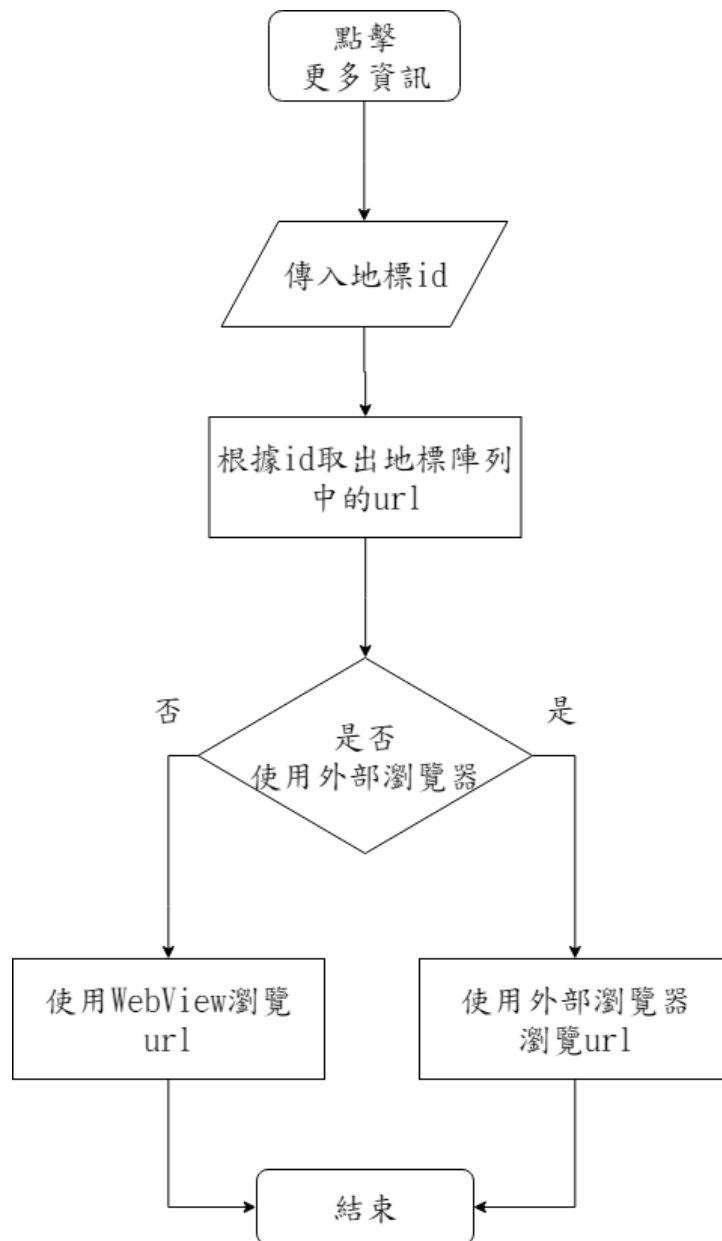 點擊
更多資訊
傳入地標id
根據id取出地標陣列
中的url
否
是
是否
使用外部瀏覽器
使用WebView瀏覽
url
使用外部瀏覽器
瀏覽url
結束